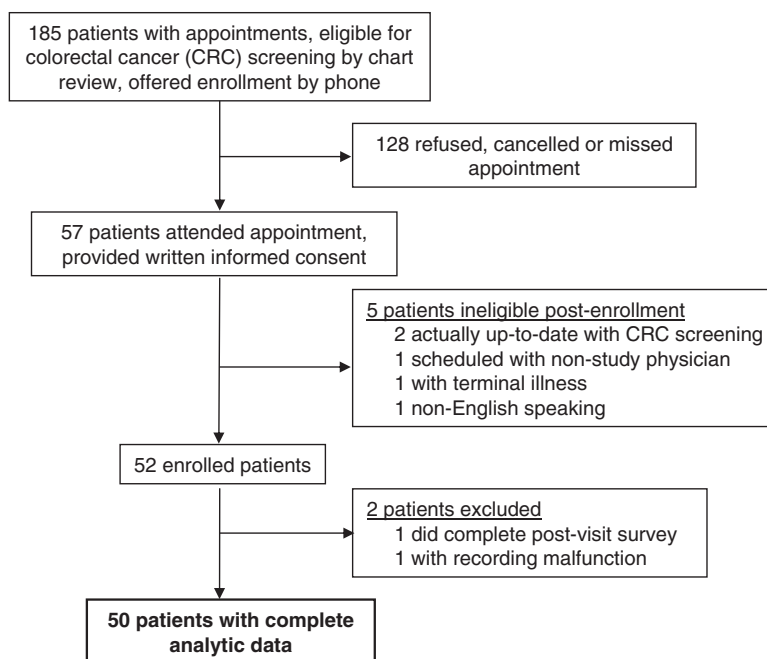 185 patients with appointments, eligible for
colorectal cancer (CRC) screening by chart
review, offered enrollment by phone
128 refused, cancelled or missed
appointment
57 patients attended appointment,
provided written informed consent
5 patients ineligible post-enrollment
2 actually up-to-date with CRC screening
1 scheduled with non-study physician
1 with terminal illness
1 non-English speaking
52 enrolled patients
2 patients excluded
1 did complete post-visit survey
1 with recording malfunction
50 patients with complete
analytic data